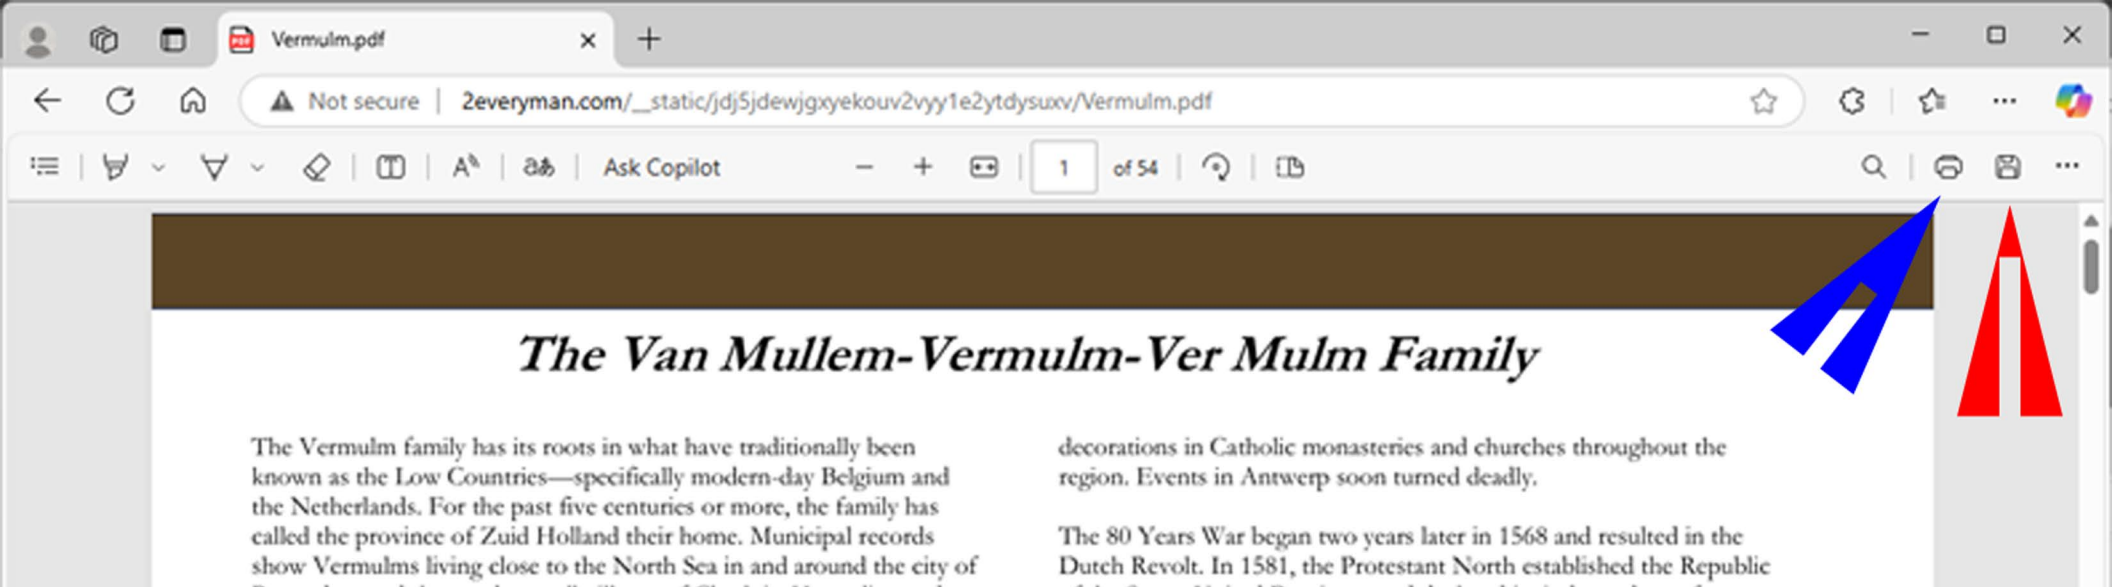 Vermulm.pdf
Not secure | 2everyman.com/__static/jdj5jdewjgxyekouv2vyy1e2ytdysuxv/Vermulm.pdf
Ask Copilot 1 of 54
The Van Mullem-Vermulm-Ver Mulm Family
The Vermulm family has its roots in what have traditionally been
known as the Low Countries—specifically modern-day Belgium and
the Netherlands. For the past five centuries or more, the family has
called the province of Zuid Holland their home. Municipal records
show Vermulms living close to the North Sea in and around the city of
decorations in Catholic monasteries and churches throughout the
region. Events in Antwerp soon turned deadly.
The 80 Years War began two years later in 1568 and resulted in the
Dutch Revolt. In 1581, the Protestant North established the Republic